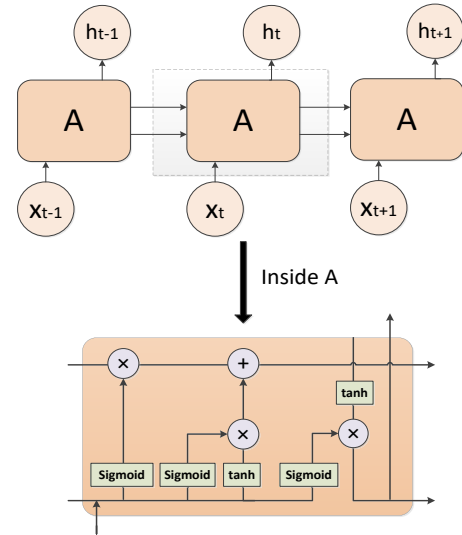 ht-1 ht ht+1
A A A
xt-1 xt xt+1
Inside A
× +
tanh
× ×
Sigmoid Sigmoid tanh Sigmoid